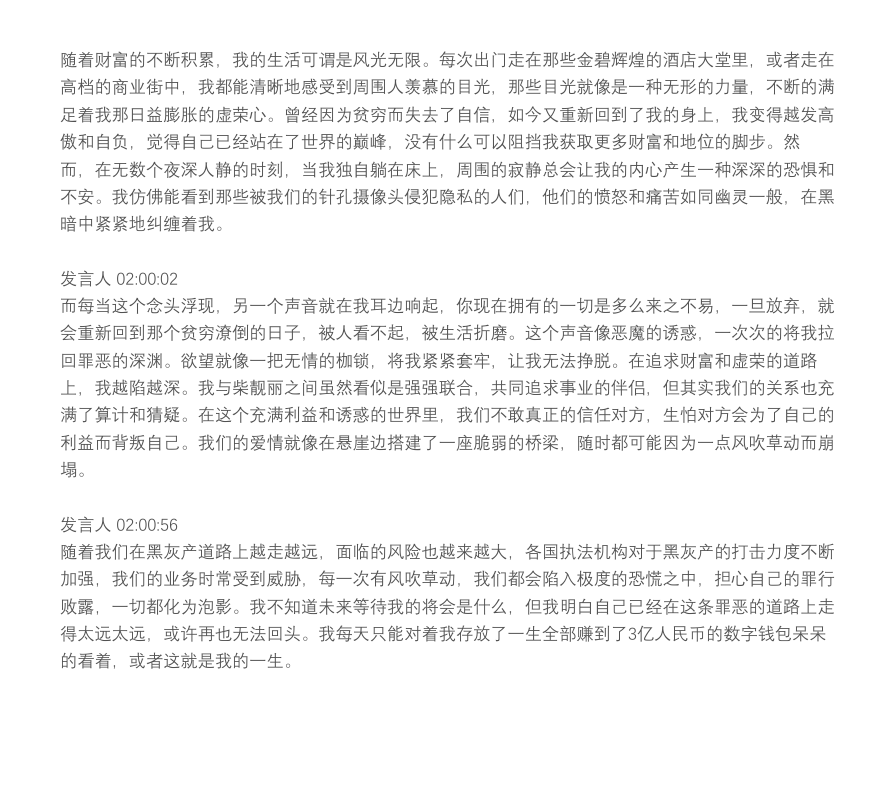 随着财富的不断积累，我的生活可谓是风光无限。每次出门走在那些金碧辉煌的酒店大堂里，或者走在
高档的商业街中，我都能清晰地感受到周围人羡慕的目光，那些目光就像是一种无形的力量，不断的满
足着我那日益膨胀的虚荣心。曾经因为贫穷而失去了自信，如今又重新回到了我的身上，我变得越发高
傲和自负，觉得自己已经站在了世界的巅峰，没有什么可以阻挡我获取更多财富和地位的脚步。然
而，在无数个夜深人静的时刻，当我独自躺在床上，周围的寂静总会让我的内心产生一种深深的恐惧和
不安。我仿佛能看到那些被我们的针孔摄像头侵犯隐私的人们，他们的愤怒和痛苦如同幽灵一般，在黑
暗中紧紧地纠缠着我。
发言人 02:00:02
而每当这个念头浮现，另一个声音就在我耳边响起，你现在拥有的一切是多么来之不易，一旦放弃，就
会重新回到那个贫穷潦倒的日子，被人看不起，被生活折磨。这个声音像恶魔的诱惑，一次次的将我拉
回罪恶的深渊。欲望就像一把无情的枷锁，将我紧紧套牢，让我无法挣脱。在追求财富和虚荣的道路
上，我越陷越深。我与柴靓丽之间虽然看似是强强联合，共同追求事业的伴侣，但其实我们的关系也充
满了算计和猜疑。在这个充满利益和诱惑的世界里，我们不敢真正的信任对方，生怕对方会为了自己的
利益而背叛自己。我们的爱情就像在悬崖边搭建了一座脆弱的桥梁，随时都可能因为一点风吹草动而崩
塌。
发言人 02:00:56
随着我们在黑灰产道路上越走越远，面临的风险也越来越大，各国执法机构对于黑灰产的打击力度不断
加强，我们的业务时常受到威胁，每一次有风吹草动，我们都会陷入极度的恐慌之中，担心自己的罪行
败露，一切都化为泡影。我不知道未来等待我的将会是什么，但我明白自己已经在这条罪恶的道路上走
得太远太远，或许再也无法回头。我每天只能对着我存放了一生全部赚到了3亿人民币的数字钱包呆呆
的看着，或者这就是我的一生。